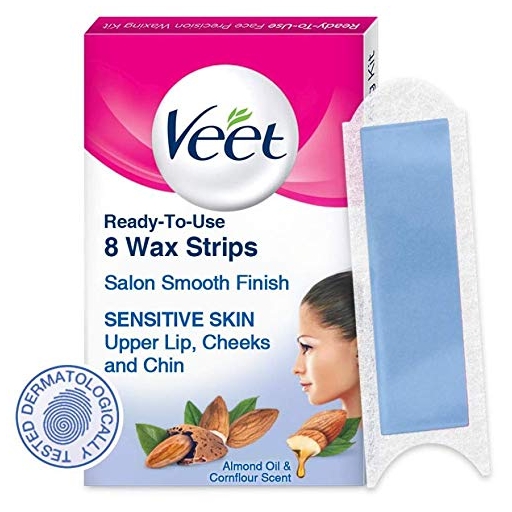 Ready-To-Use Face Precision Waxing Kit
Veet
Ready-To-Use
8 Wax Strips
Salon Smooth Finish
SENSITIVE SKIN
Upper Lip, Cheeks
and Chin
DERMATOLOGICALLY TESTED
Almond Oil &
Cornflour Scent
Kit